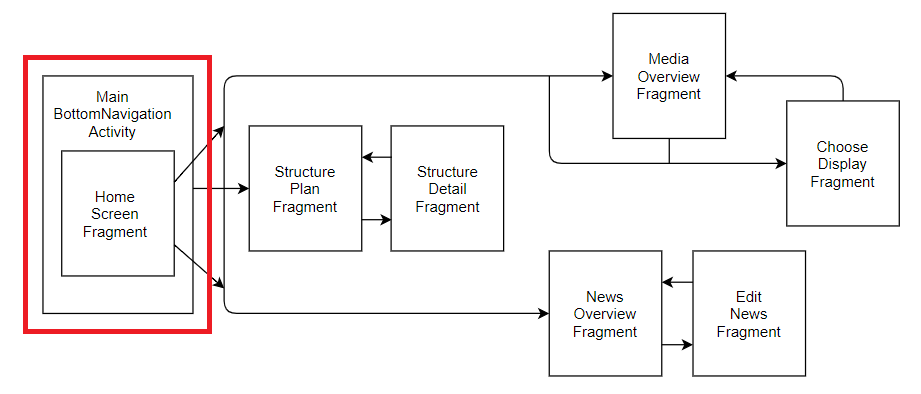 Main
BottomNavigation
Activity
Home
Screen
Fragment
Structure
Plan
Fragment
Structure
Detail
Fragment
Media
Overview
Fragment
Choose
Display
Fragment
News
Overview
Fragment
Edit
News
Fragment